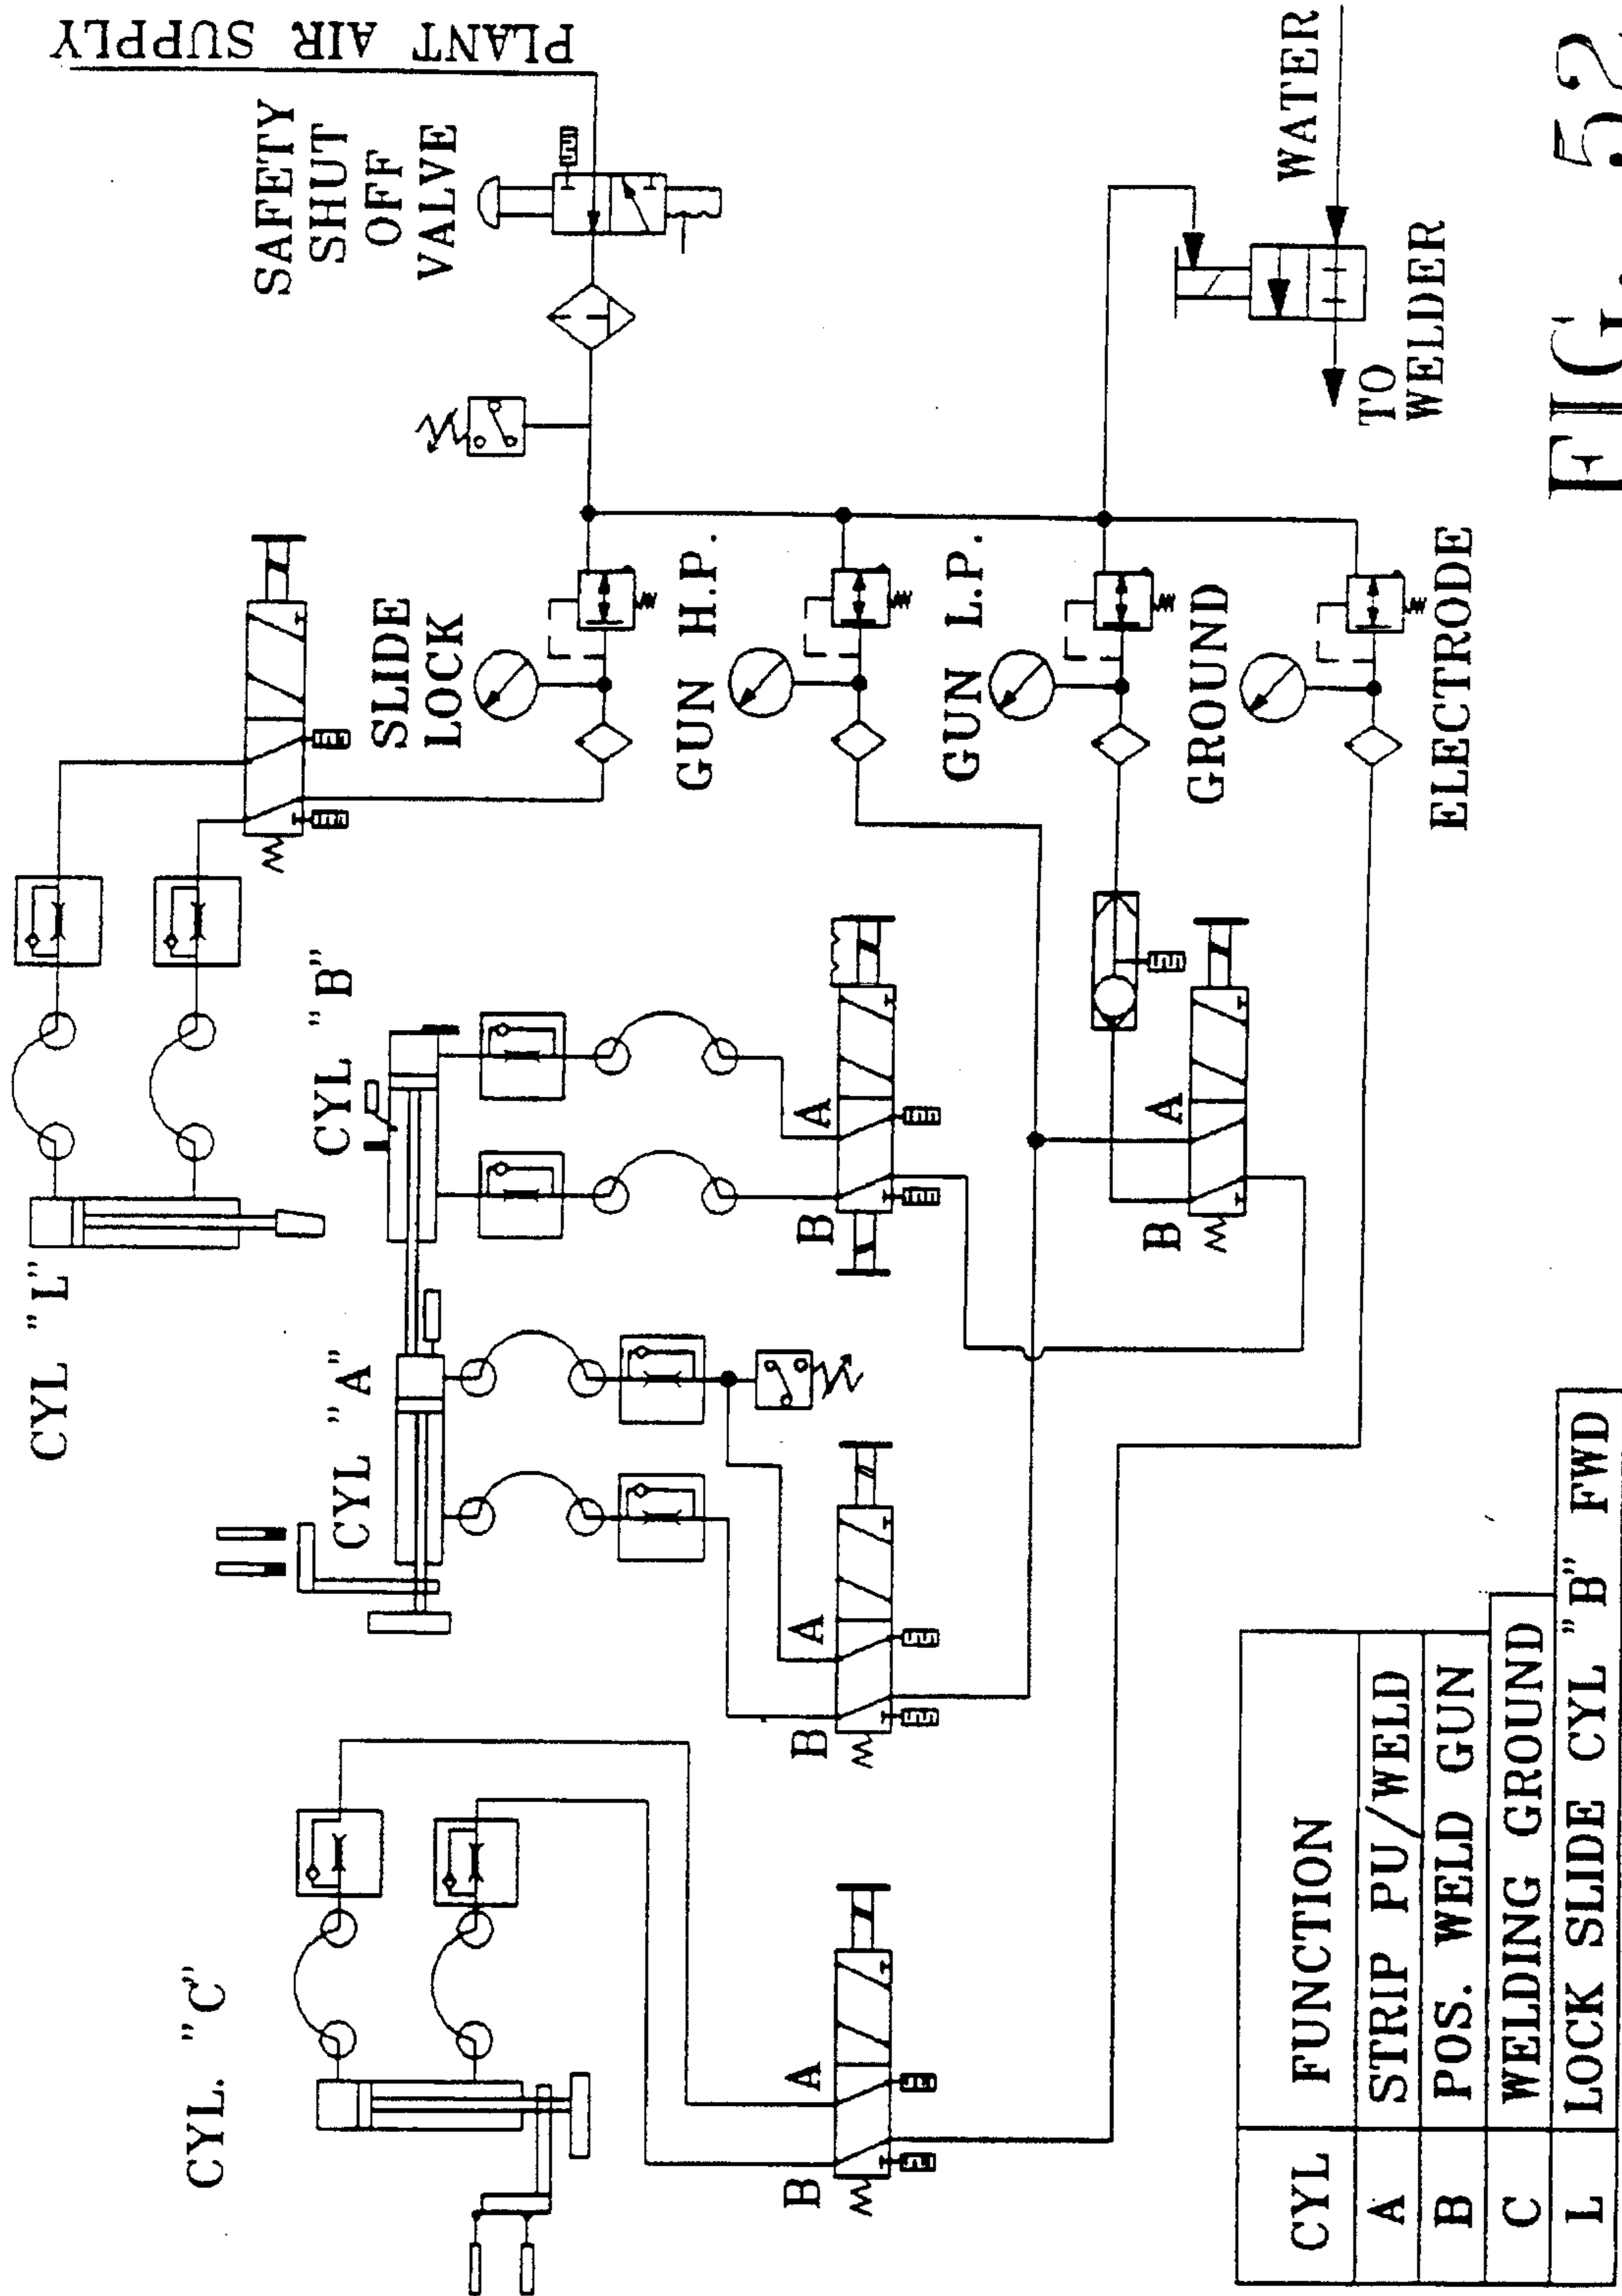 PLANT AIR SUPPLY
SAFETY
SHUT
OFF
VALVE
CYL "L"
SLIDE
LOCK
CYL "B"
CYL "A"
CYL. "C"
GUN H.P.
GUN L.P.
GROUND
ELECTRODE
WATER
TO
WELDER
B A
B A
B A
B A
CYL FUNCTION
A STRIP PU/WELD
B POS. WELD GUN
C WELDING GROUND
L LOCK SLIDE CYL "B" FWD
FIG. 52